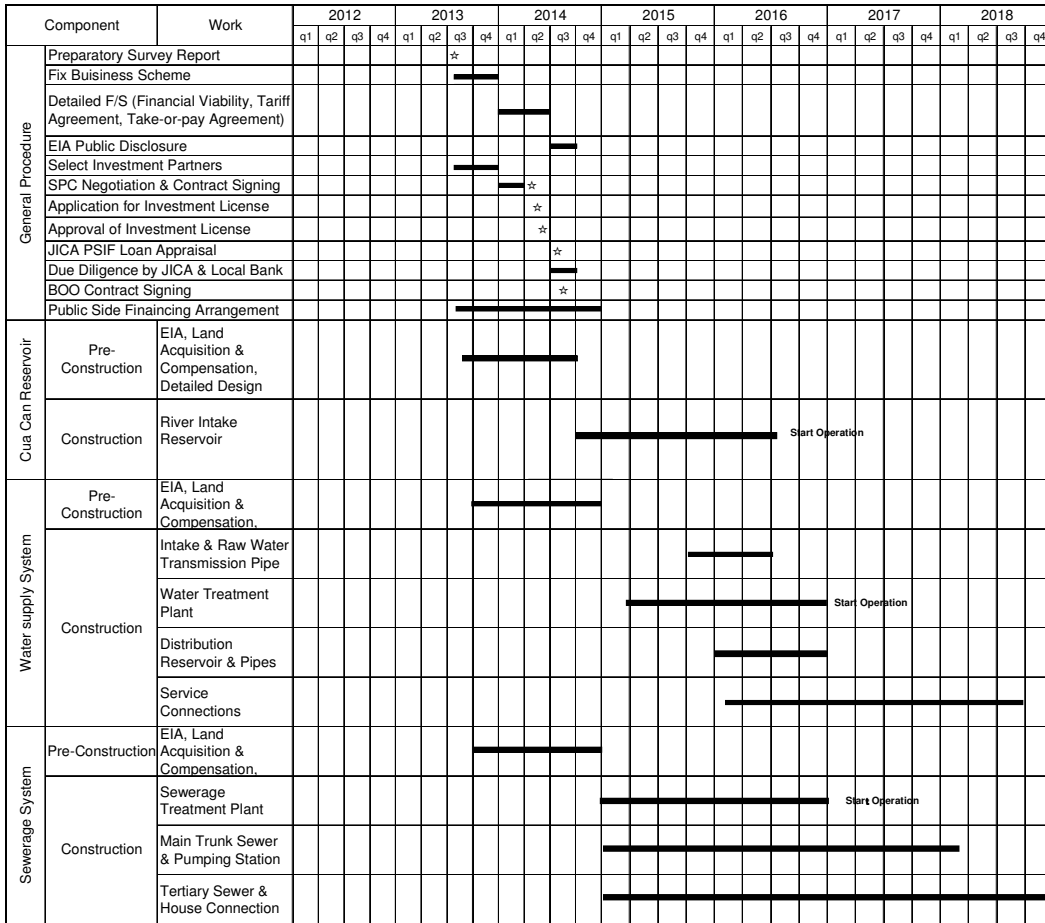 Component Work 2012 2013 2014 2015 2016 2017 2018
q1 q2 q3 q4 q1 q2 q3 q4 q1 q2 q3 q4 q1 q2 q3 q4 q1 q2 q3 q4 q1 q2 q3 q4 q1 q2 q3 q4
General Procedure
Preparatory Survey Report ☆
Fix Buisiness Scheme
Detailed F/S (Financial Viability, Tariff
Agreement, Take-or-pay Agreement)
EIA Public Disclosure
Select Investment Partners
SPC Negotiation & Contract Signing ☆
Application for Investment License ☆
Approval of Investment License ☆
JICA PSIF Loan Appraisal ☆
Due Diligence by JICA & Local Bank
BOO Contract Signing ☆
Public Side Finaincing Arrangement
Cua Can Reservoir
Pre-
Construction
EIA, Land
Acquisition &
Compensation,
Detailed Design
Construction
River Intake
Reservoir
Start Operation
Water supply System
Pre-
Construction
EIA, Land
Acquisition &
Compensation,
Construction
Intake & Raw Water
Transmission Pipe
Water Treatment
Plant
Start Operation
Distribution
Reservoir & Pipes
Service
Connections
Sewerage System
Pre-Construction
EIA, Land
Acquisition &
Compensation,
Construction
Sewerage
Treatment Plant
Start Operation
Main Trunk Sewer
& Pumping Station
Tertiary Sewer &
House Connection